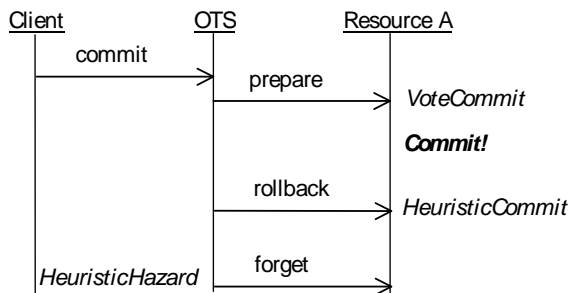 Client OTS Resource A
commit
prepare
VoteCommit
Commit!
rollback
HeuristicCommit
HeuristicHazard forget